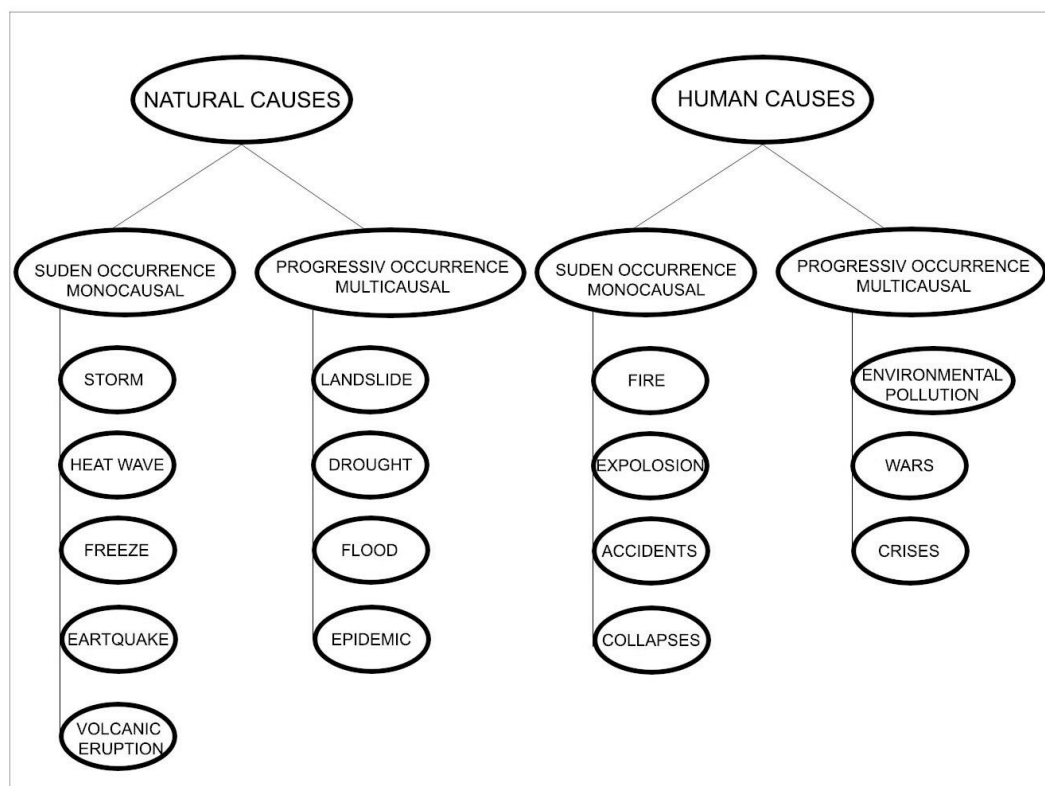 NATURAL CAUSES
HUMAN CAUSES
SUDEN OCCURRENCE
MONOCAUSAL
PROGRESSIV OCCURRENCE
MULTICAUSAL
SUDEN OCCURRENCE
MONOCAUSAL
PROGRESSIV OCCURRENCE
MULTICAUSAL
STORM
HEAT WAVE
FREEZE
EARTQUAKE
VOLCANIC
ERUPTION
LANDSLIDE
DROUGHT
FLOOD
EPIDEMIC
FIRE
EXPOLOSION
ACCIDENTS
COLLAPSES
ENVIRONMENTAL
POLLUTION
WARS
CRISES